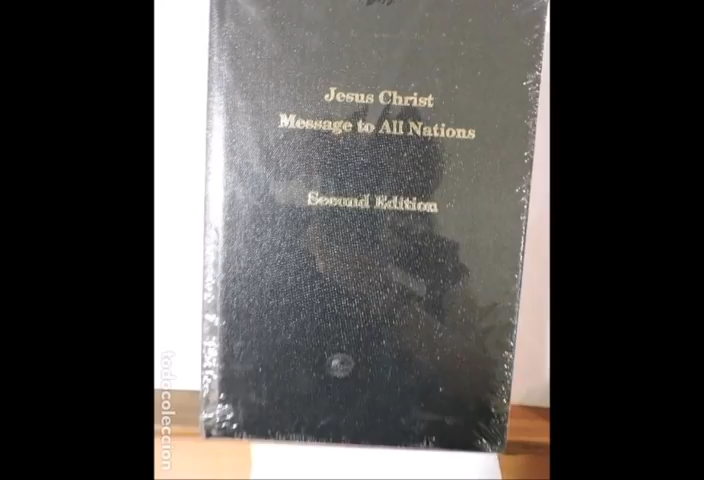 Jesus Christ
Message to All Nations
Second Edition
todocoleccion